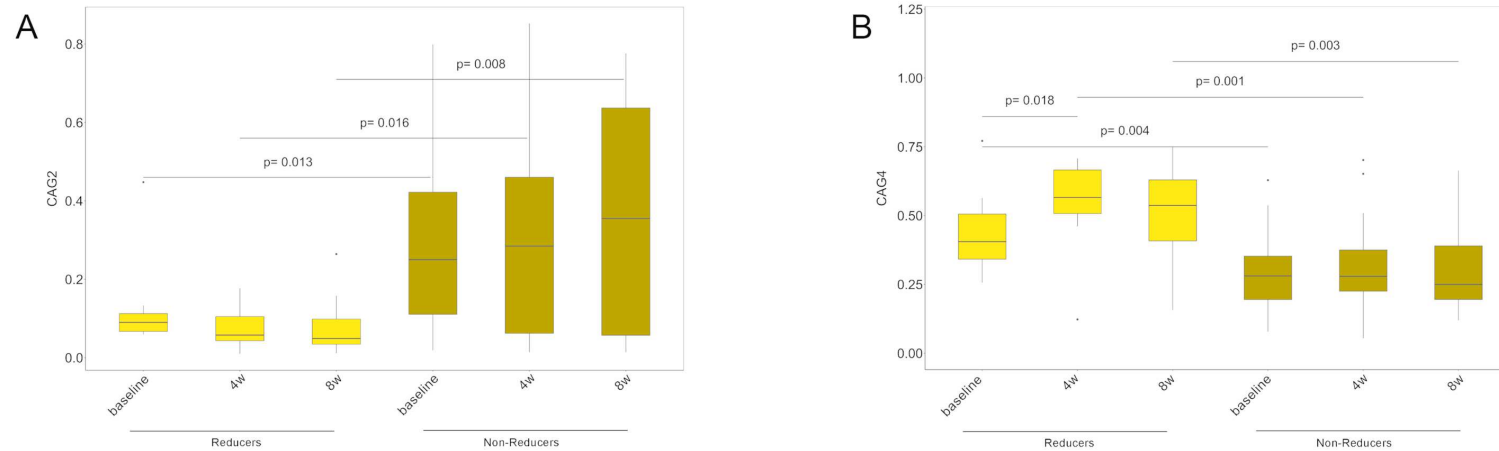 A
CAG2
0.8
0.6
0.4
0.2
0.0
p= 0.008
p= 0.016
p= 0.013
baseline
4w
8w
baseline
4w
8w
Reducers
Non-Reducers
B
CAG4
1.25
1.00
0.75
0.50
0.25
0.00
p= 0.003
p= 0.001
p= 0.018
p= 0.004
baseline
4w
8w
baseline
4w
8w
Reducers
Non-Reducers